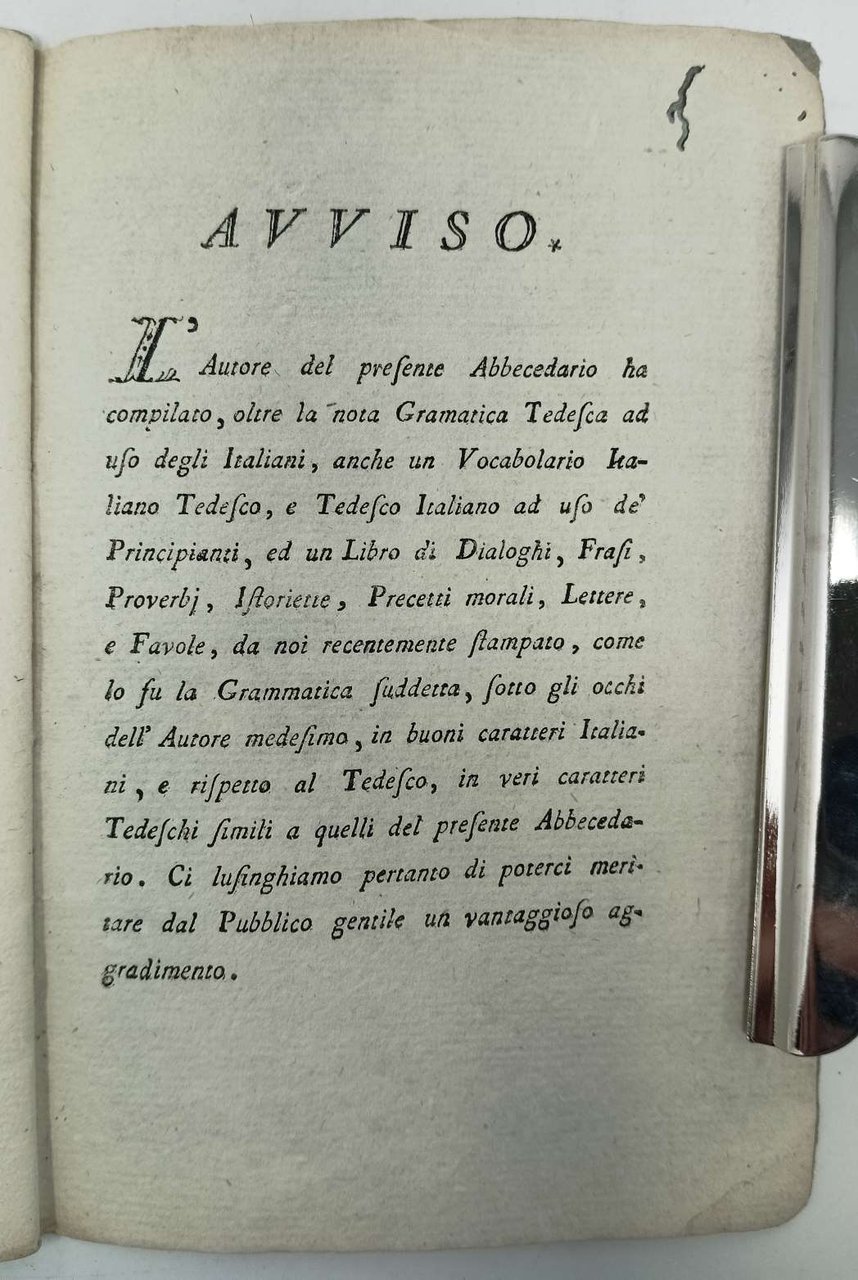 AVVISO.
L'Autore del preſente Abbecedario ha
compilato, oltre la nota Gramatica Tedeſca ad
uſo degli Italiani, anche un Vocabolario Ita-
liano Tedeſco, e Tedeſco Italiano ad uſo de'
Principianti, ed un Libro di Dialoghi, Fraſi,
Proverbj, Iſtoriette, Precetti morali, Lettere,
e Favole, da noi recentemente ſtampato, come
lo fu la Grammatica ſuddetta, ſotto gli occhi
dell' Autore medeſimo, in buoni caratteri Italia-
ni, e riſpetto al Tedeſco, in veri caratteri
Tedeſchi ſimili a quelli del preſente Abbeceda-
rio. Ci luſinghiamo pertanto di poterci meri-
tare dal Pubblico gentile un vantaggioſo ag-
gradimento.